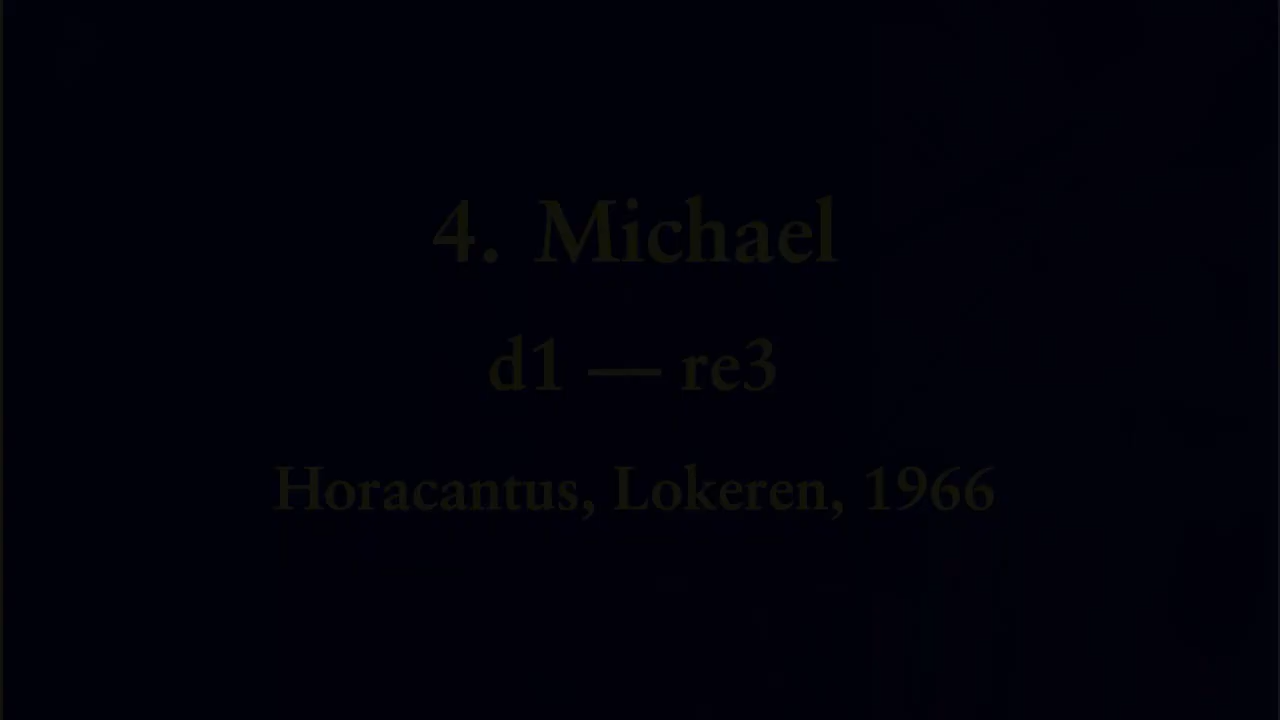 4. Michael
d1 — re3
Horacantus, Lokeren, 1966